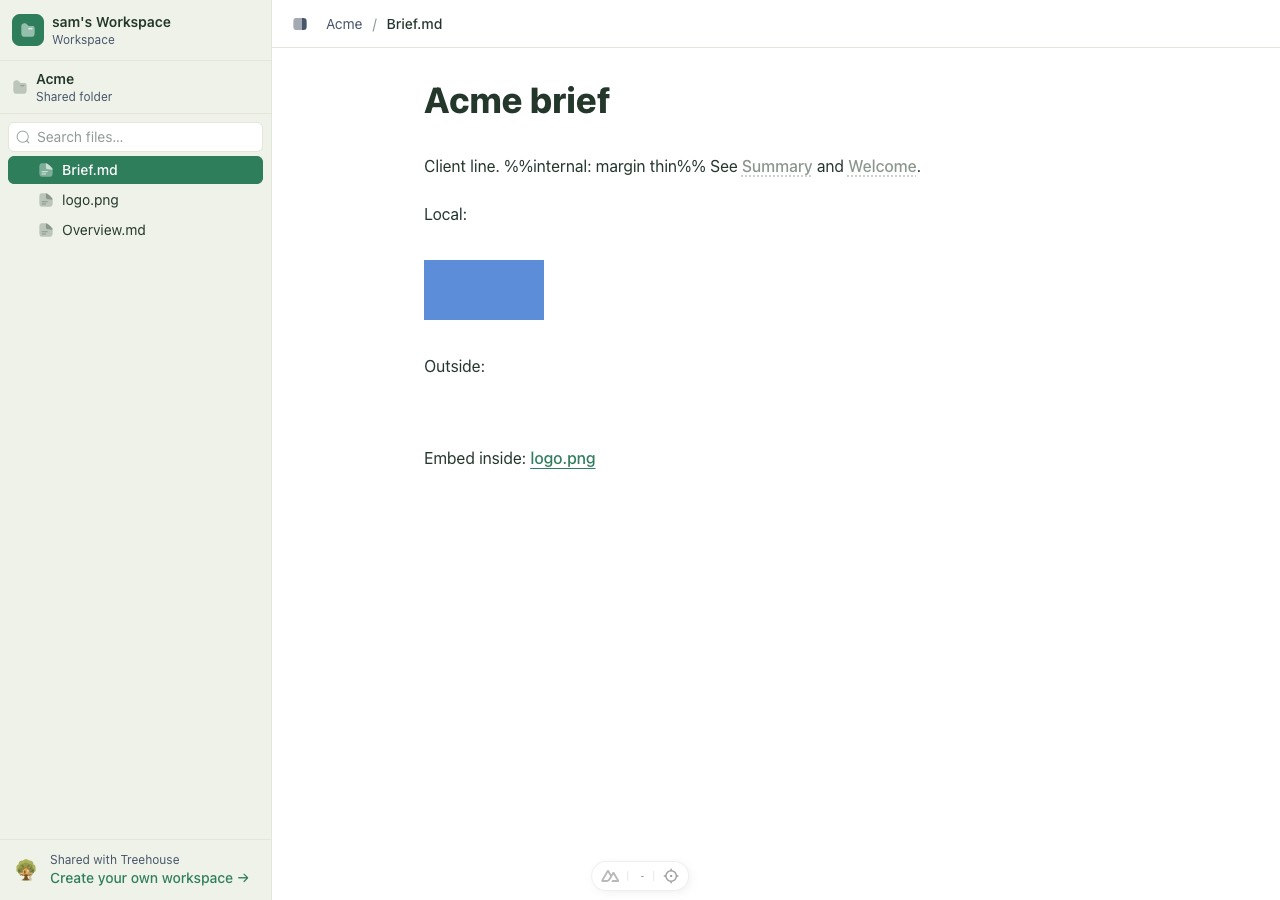 sam's Workspace
Workspace
Acme
Shared folder
Search files...
Brief.md
logo.png
Overview.md
Shared with Treehouse
Create your own workspace →
Acme / Brief.md
Acme brief
Client line. %%internal: margin thin%% See Summary and Welcome.
Local:
Outside:
Embed inside: logo.png
-